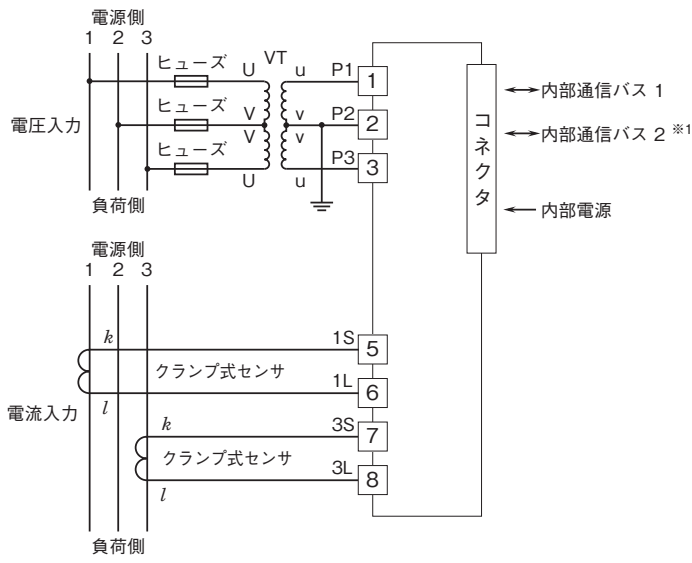 電源側
1 2 3
ヒューズ U VT u P1 1
ヒューズ V v P2 2
電圧入力
ヒューズ V v P3 3
U u
負荷側
コネクタ
内部通信バス 1
内部通信バス 2 ※1
内部電源
電源側
1 2 3
k 1S 5
クランプ式センサ
l 1L 6
電流入力
k 3S 7
クランプ式センサ
l 3L 8
負荷側